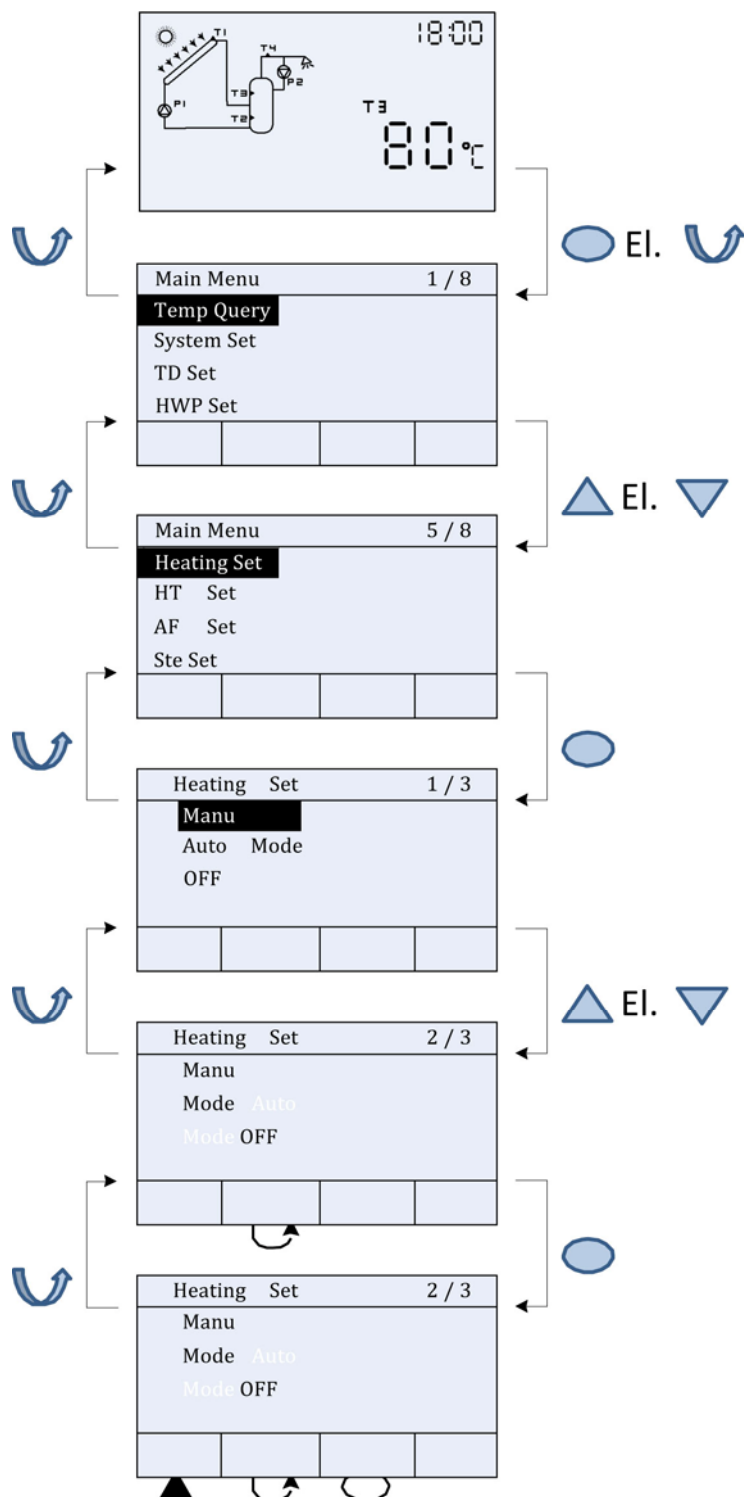 18:00
T1
T4
P2
T3
P1
T2
T3
80°C
El.
Main Menu 1 / 8
Temp Query
System Set
TD Set
HWP Set
El.
Main Menu 5 / 8
Heating Set
HT Set
AF Set
Ste Set
Heating Set 1 / 3
Manu
Auto Mode
OFF
El.
Heating Set 2 / 3
Manu
Mode Auto
Mode OFF
Heating Set 2 / 3
Manu
Mode Auto
Mode OFF